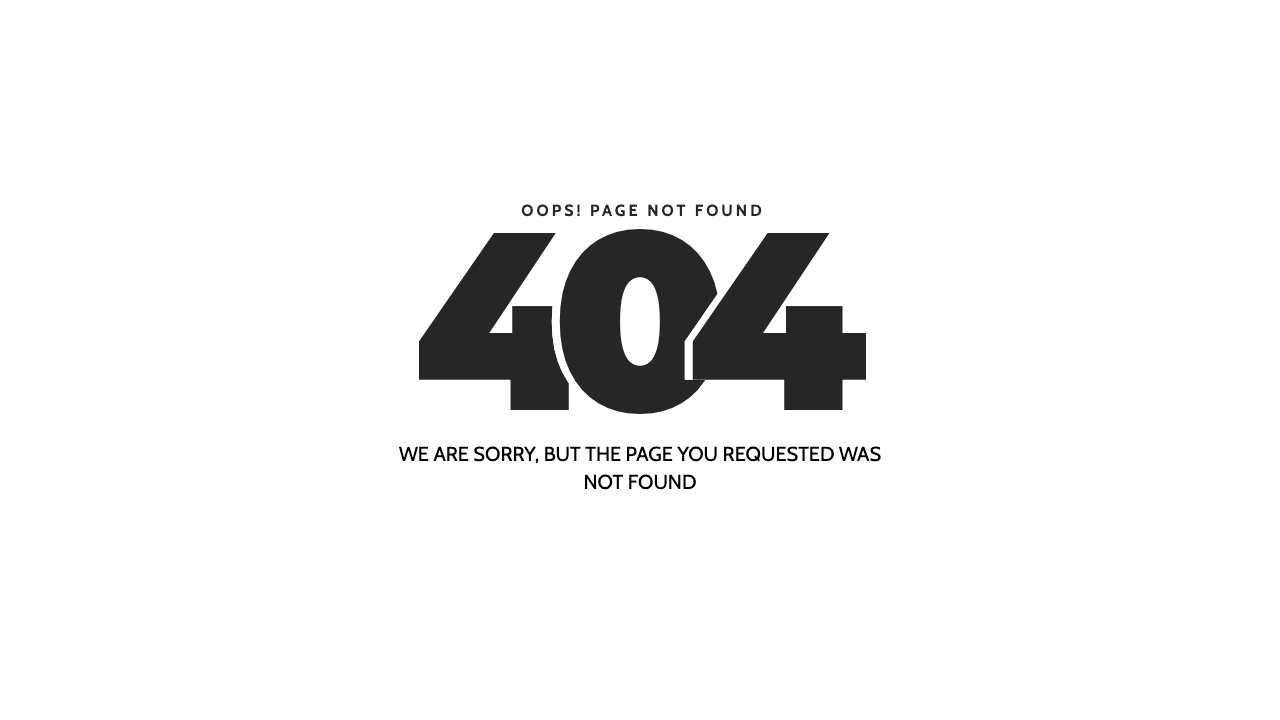 OOPS! PAGE NOT FOUND
404
WE ARE SORRY, BUT THE PAGE YOU REQUESTED WAS
NOT FOUND